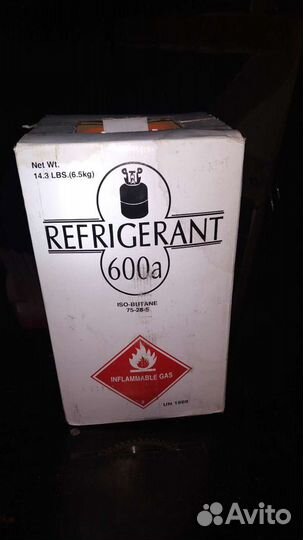 Net Wt.
14.3 LBS.(6.5kg)
REFRIGERANT
600a
ISO-BUTANE
75-28-5
INFLAMMABLE GAS
UN 1969
Avito